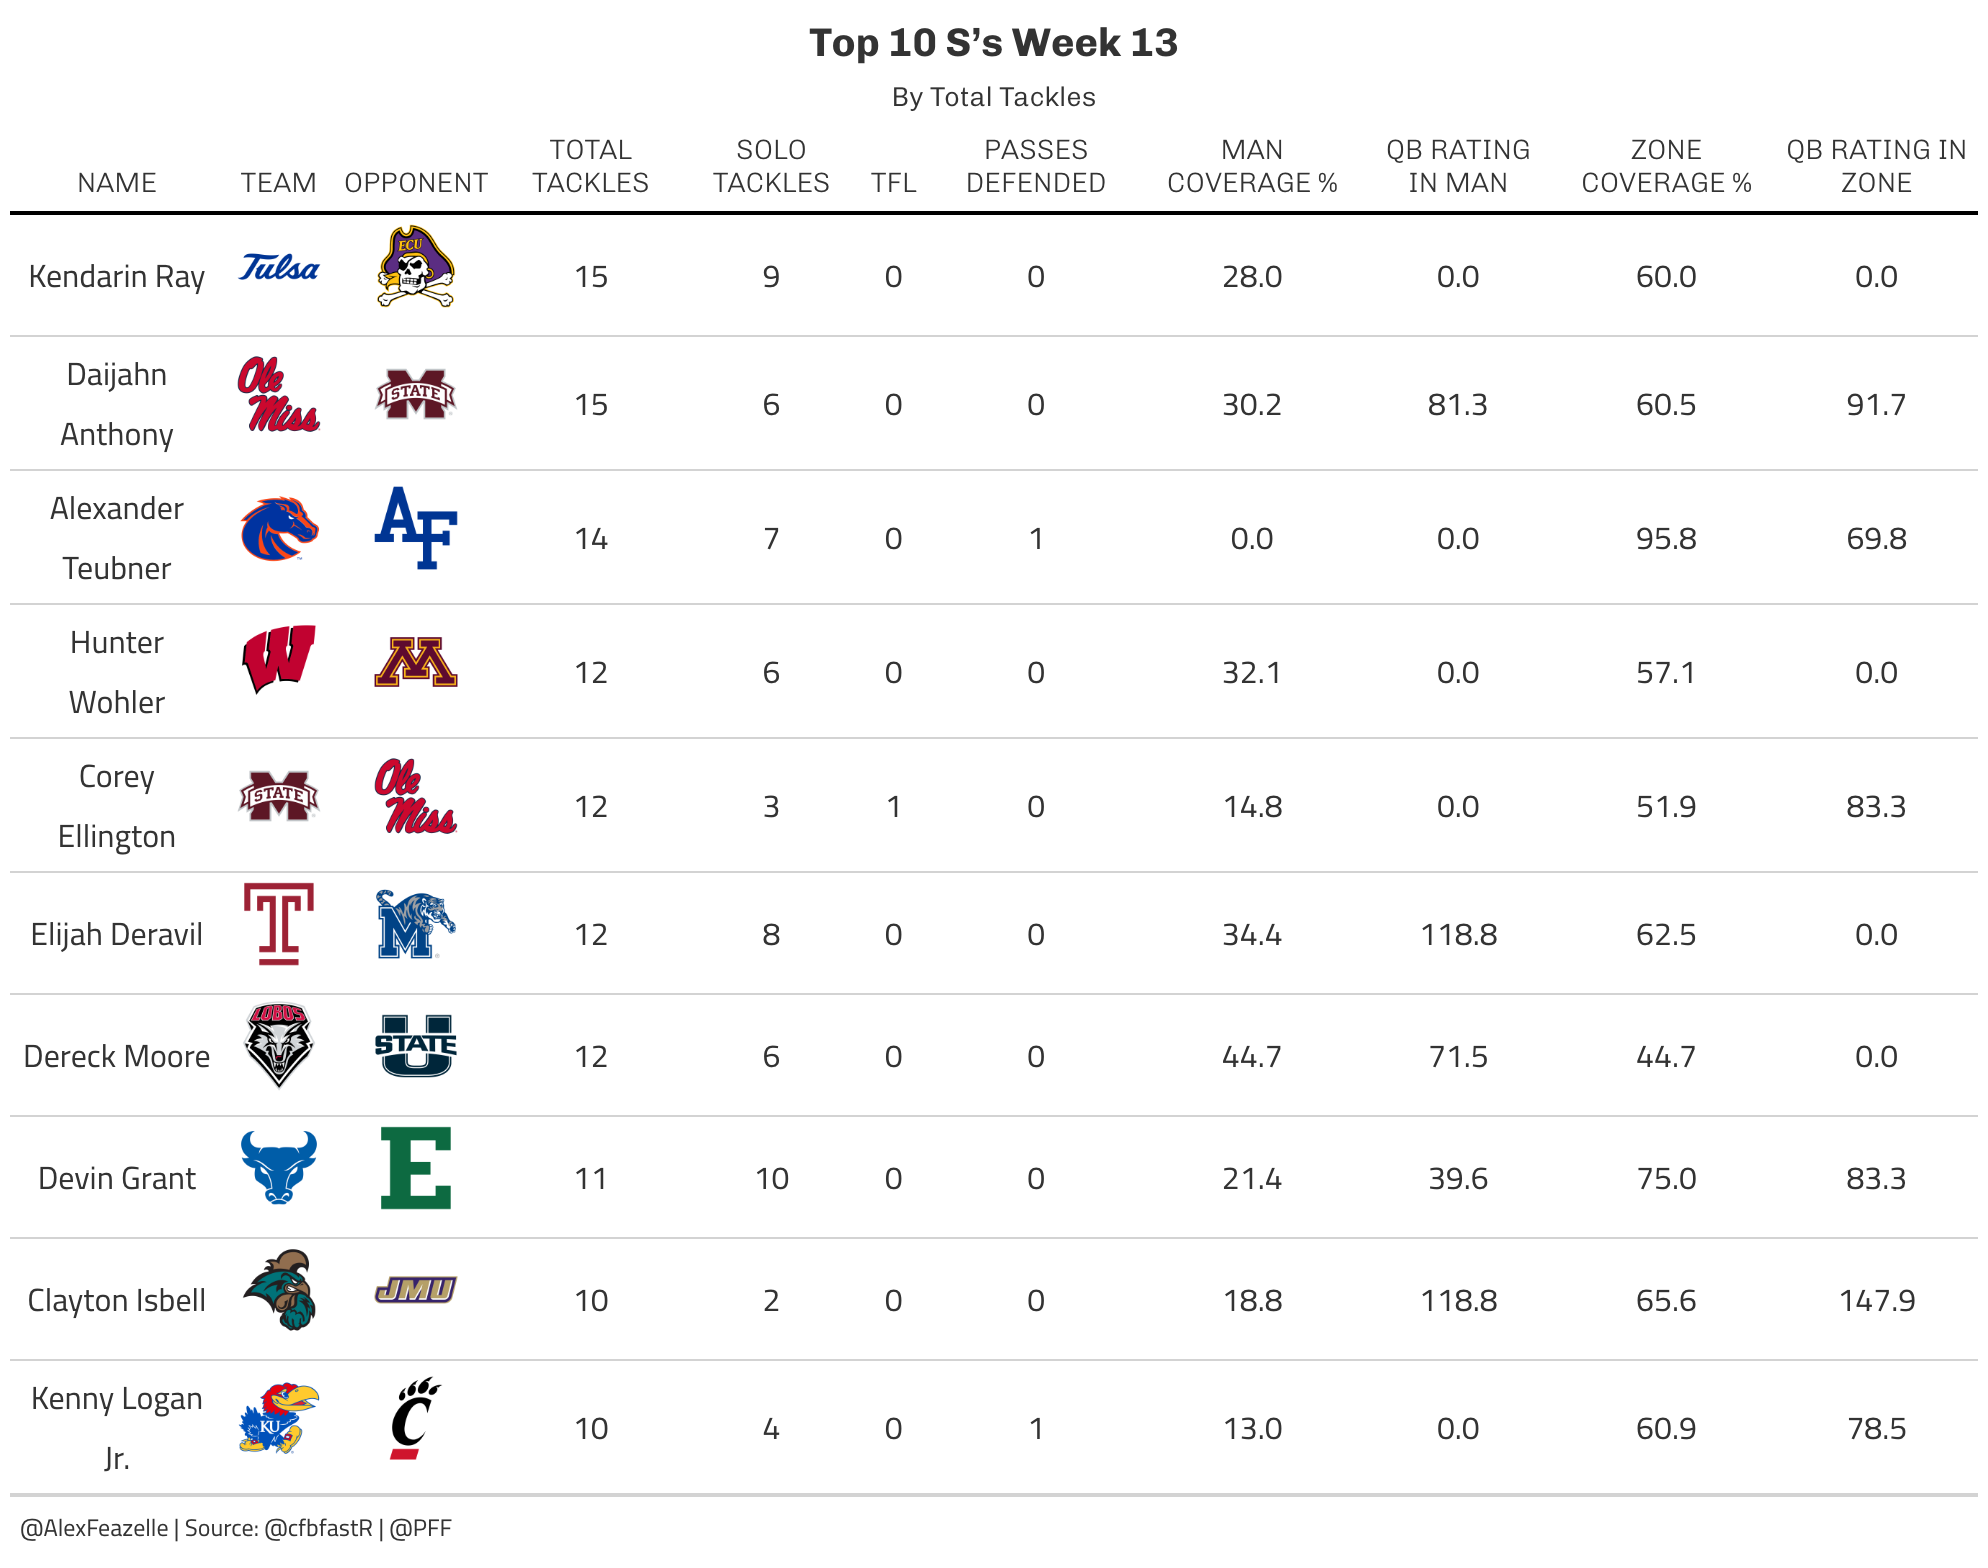 Top 10 S’s Week 13
By Total Tackles
NAME TEAM OPPONENT TOTAL TACKLES SOLO TACKLES TFL PASSES DEFENDED MAN COVERAGE % QB RATING IN MAN ZONE COVERAGE % QB RATING IN ZONE
Kendarin Ray Tulsa ECU 15 9 0 0 28.0 0.0 60.0 0.0
Daijahn Anthony Ole Miss M STATE 15 6 0 0 30.2 81.3 60.5 91.7
Alexander Teubner AF 14 7 0 1 0.0 0.0 95.8 69.8
Hunter Wohler W M 12 6 0 0 32.1 0.0 57.1 0.0
Corey Ellington M STATE Ole Miss 12 3 1 0 14.8 0.0 51.9 83.3
Elijah Deravil T M 12 8 0 0 34.4 118.8 62.5 0.0
Dereck Moore LOBOS U STATE 12 6 0 0 44.7 71.5 44.7 0.0
Devin Grant E 11 10 0 0 21.4 39.6 75.0 83.3
Clayton Isbell JMU 10 2 0 0 18.8 118.8 65.6 147.9
Kenny Logan Jr. KU C 10 4 0 1 13.0 0.0 60.9 78.5
@AlexFeazelle | Source: @cfbfastR | @PFF